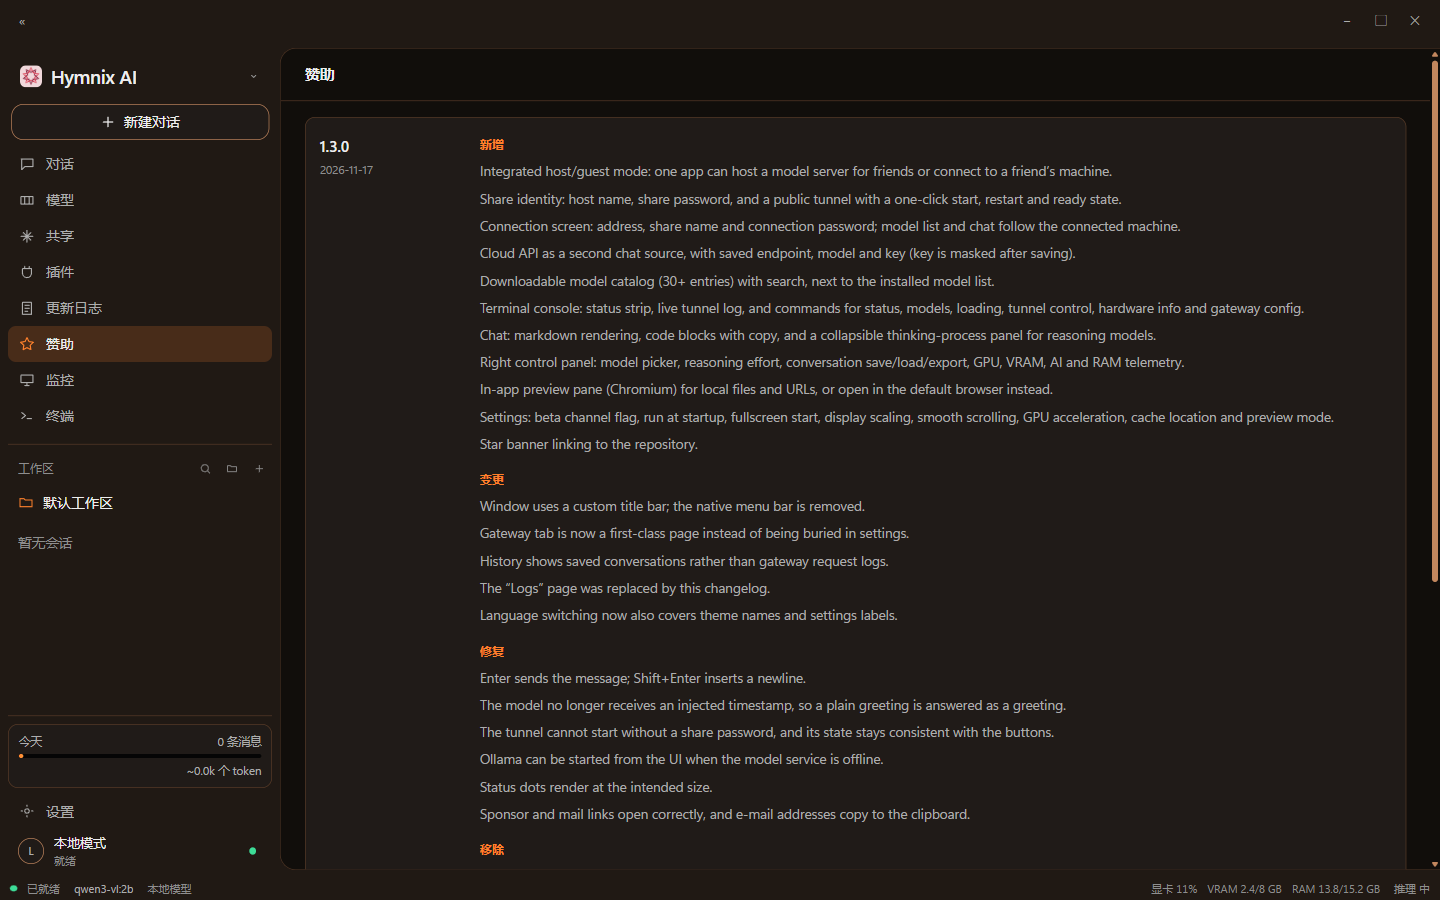 «
Hymnix AI
新建对话
对话
模型
共享
插件
更新日志
赞助
监控
终端
工作区
默认工作区
暂无会话
今天 0 条消息
~0.0k 个 token
设置
L
本地模式
就绪
赞助
1.3.0
2026-11-17
新增
Integrated host/guest mode: one app can host a model server for friends or connect to a friend’s machine.
Share identity: host name, share password, and a public tunnel with a one-click start, restart and ready state.
Connection screen: address, share name and connection password; model list and chat follow the connected machine.
Cloud API as a second chat source, with saved endpoint, model and key (key is masked after saving).
Downloadable model catalog (30+ entries) with search, next to the installed model list.
Terminal console: status strip, live tunnel log, and commands for status, models, loading, tunnel control, hardware info and gateway config.
Chat: markdown rendering, code blocks with copy, and a collapsible thinking-process panel for reasoning models.
Right control panel: model picker, reasoning effort, conversation save/load/export, GPU, VRAM, AI and RAM telemetry.
In-app preview pane (Chromium) for local files and URLs, or open in the default browser instead.
Settings: beta channel flag, run at startup, fullscreen start, display scaling, smooth scrolling, GPU acceleration, cache location and preview mode.
Star banner linking to the repository.
变更
Window uses a custom title bar; the native menu bar is removed.
Gateway tab is now a first-class page instead of being buried in settings.
History shows saved conversations rather than gateway request logs.
The “Logs” page was replaced by this changelog.
Language switching now also covers theme names and settings labels.
修复
Enter sends the message; Shift+Enter inserts a newline.
The model no longer receives an injected timestamp, so a plain greeting is answered as a greeting.
The tunnel cannot start without a share password, and its state stays consistent with the buttons.
Ollama can be started from the UI when the model service is offline.
Status dots render at the intended size.
Sponsor and mail links open correctly, and e-mail addresses copy to the clipboard.
移除
已就绪 qwen3-vl:2b 本地模型 显卡 11% VRAM 2.4/8 GB RAM 13.8/15.2 GB 推理 中